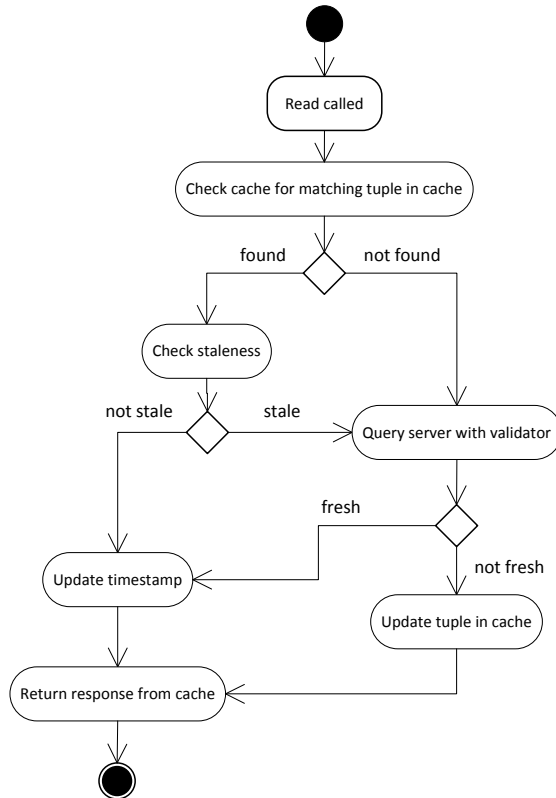 Read called
Check cache for matching tuple in cache
found
not found
Check staleness
not stale
stale
Query server with validator
fresh
not fresh
Update timestamp
Update tuple in cache
Return response from cache